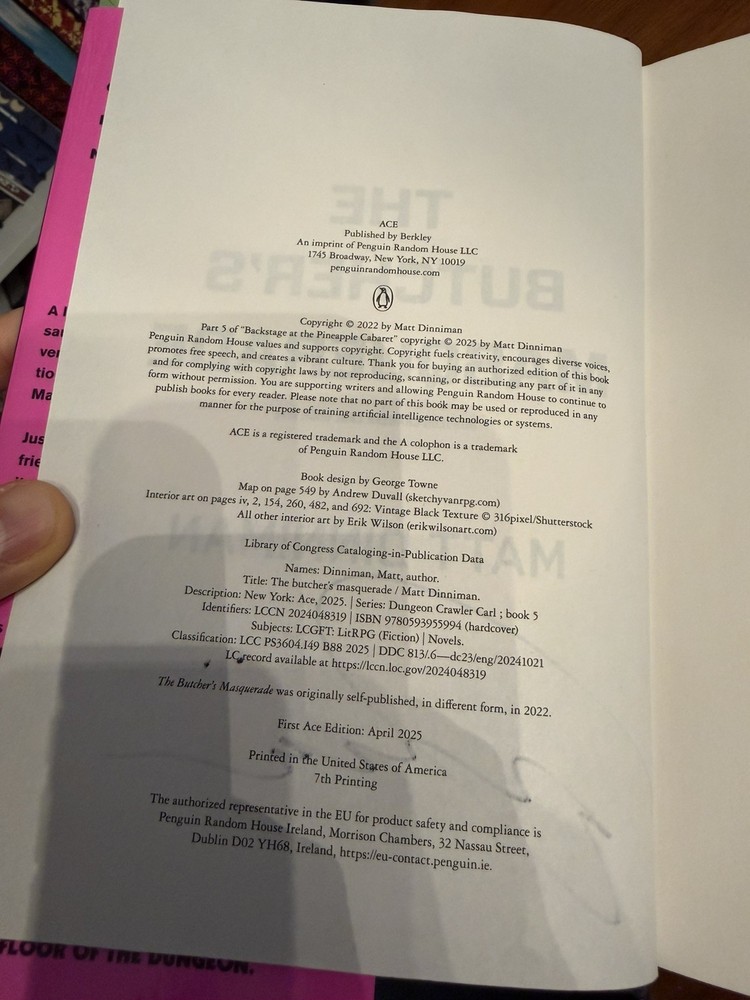 ACE
Published by Berkley
An imprint of Penguin Random House LLC
1745 Broadway, New York, NY 10019
penguinrandomhouse.com
Copyright © 2022 by Matt Dinniman
Part 5 of "Backstage at the Pineapple Cabaret" copyright © 2025 by Matt Dinniman
Penguin Random House values and supports copyright. Copyright fuels creativity, encourages diverse voices,
promotes free speech, and creates a vibrant culture. Thank you for buying an authorized edition of this book
and for complying with copyright laws by not reproducing, scanning, or distributing any part of it in any
form without permission. You are supporting writers and allowing Penguin Random House to continue to
publish books for every reader. Please note that no part of this book may be used or reproduced in any
manner for the purpose of training artificial intelligence technologies or systems.
ACE is a registered trademark and the A colophon is a trademark
of Penguin Random House LLC.
Book design by George Towne
Map on page 549 by Andrew Duvall (sketchyvanrpg.com)
Interior art on pages iv, 2, 154, 260, 482, and 692: Vintage Black Texture © 316pixel/Shutterstock
All other interior art by Erik Wilson (erikwilsonart.com)
Library of Congress Cataloging-in-Publication Data
Names: Dinniman, Matt, author.
Title: The butcher's masquerade / Matt Dinniman.
Description: New York: Ace, 2025. | Series: Dungeon Crawler Carl ; book 5
Identifiers: LCCN 2024048319 | ISBN 9780593955994 (hardcover)
Subjects: LCGFT: LitRPG (Fiction) | Novels.
Classification: LCC PS3604.I49 B88 2025 | DDC 813/.6—dc23/eng/20241021
LC record available at https://lccn.loc.gov/2024048319
The Butcher's Masquerade was originally self-published, in different form, in 2022.
First Ace Edition: April 2025
Printed in the United States of America
7th Printing
The authorized representative in the EU for product safety and compliance is
Penguin Random House Ireland, Morrison Chambers, 32 Nassau Street,
Dublin D02 YH68, Ireland, https://eu-contact.penguin.ie.
FLOOR OF THE DUNGEON.